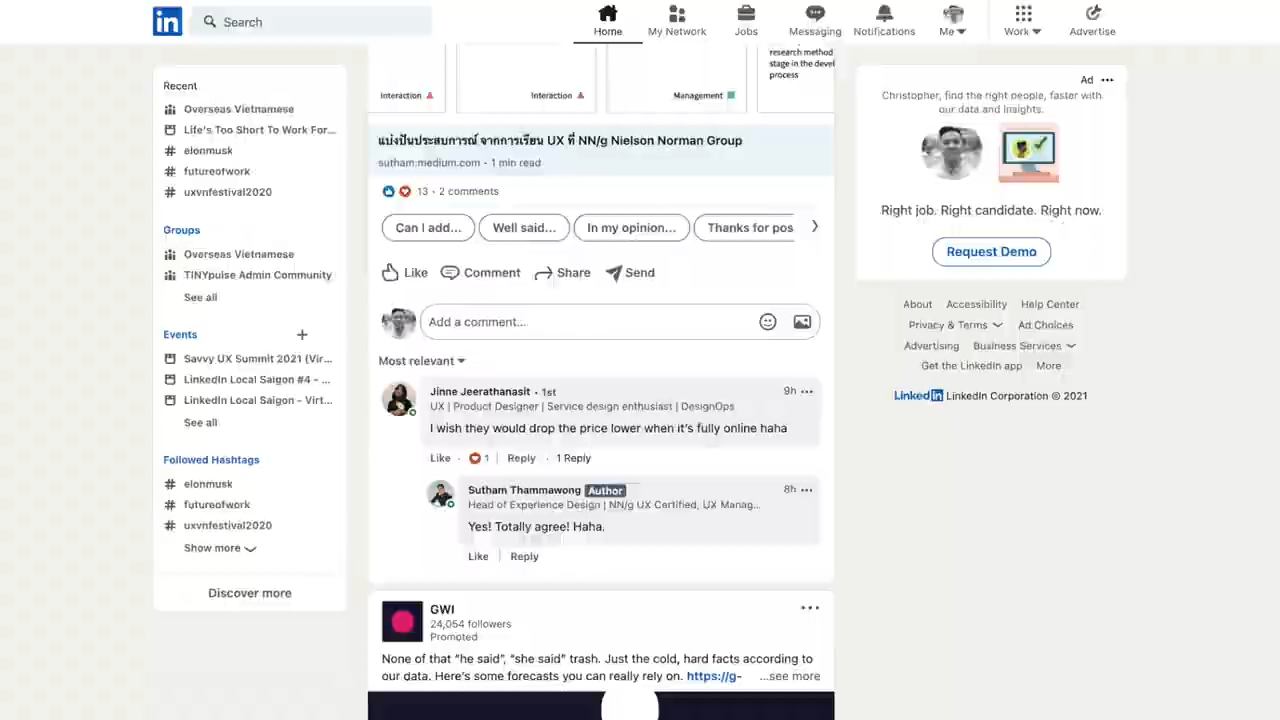 in
Search
Home
My Network
Jobs
Messaging
Notifications
Me
Work
Advertise
Recent
Overseas Vietnamese
Life's Too Short To Work For...
# elonmusk
# futureofwork
# uxvnfestival2020
Groups
Overseas Vietnamese
TINYpulse Admin Community
See all
Events +
Savvy UX Summit 2021 (Vir...
LinkedIn Local Saigon #4 - ...
LinkedIn Local Saigon - Virt...
See all
Followed Hashtags
# elonmusk
# futureofwork
# uxvnfestival2020
Show more
Discover more
research method
stage in the devel
process
Interaction
Interaction
Management
แบ่งปันประสบการณ์ จากการเรียน UX ที่ NN/g Nielson Norman Group
sutham.medium.com • 1 min read
13 • 2 comments
Can I add...
Well said...
In my opinion...
Thanks for pos
Like
Comment
Share
Send
Add a comment...
Most relevant
Jinne Jeerathanasit • 1st
9h
UX | Product Designer | Service design enthusiast | DesignOps
I wish they would drop the price lower when it's fully online haha
Like • 1 | Reply • 1 Reply
Sutham Thammawong Author
8h
Head of Experience Design | NN/g UX Certified, UX Manag...
Yes! Totally agree! Haha.
Like | Reply
GWI
24,054 followers
Promoted
None of that “he said”, “she said” trash. Just the cold, hard facts according to
our data. Here's some forecasts you can really rely on. https://g- ...see more
Ad
Christopher, find the right people, faster with
our data and insights.
Right job. Right candidate. Right now.
Request Demo
About
Accessibility
Help Center
Privacy & Terms
Ad Choices
Advertising
Business Services
Get the LinkedIn app
More
LinkedIn LinkedIn Corporation © 2021